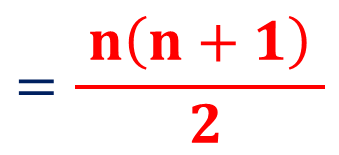 = n(n + 1)
2